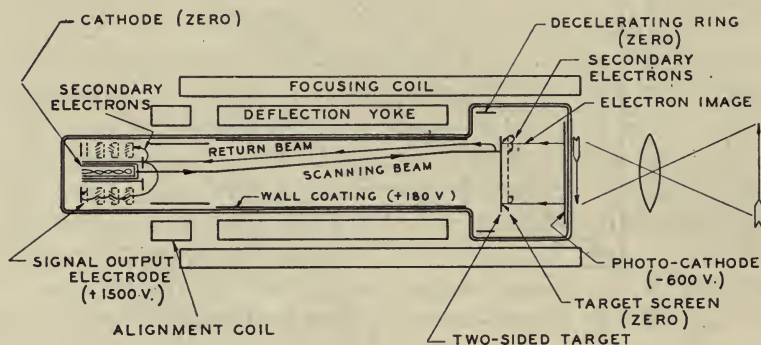 CATHODE (ZERO)
DECELERATING RING
(ZERO)
SECONDARY
ELECTRONS
SECONDARY
ELECTRONS
FOCUSING COIL
ELECTRON IMAGE
DEFLECTION YOKE
RETURN BEAM
SCANNING BEAM
WALL COATING (+180 V.)
SIGNAL OUTPUT
ELECTRODE
(+1500 V.)
PHOTO-CATHODE
(-600 V.)
TARGET SCREEN
(ZERO)
ALIGNMENT COIL
TWO-SIDED TARGET